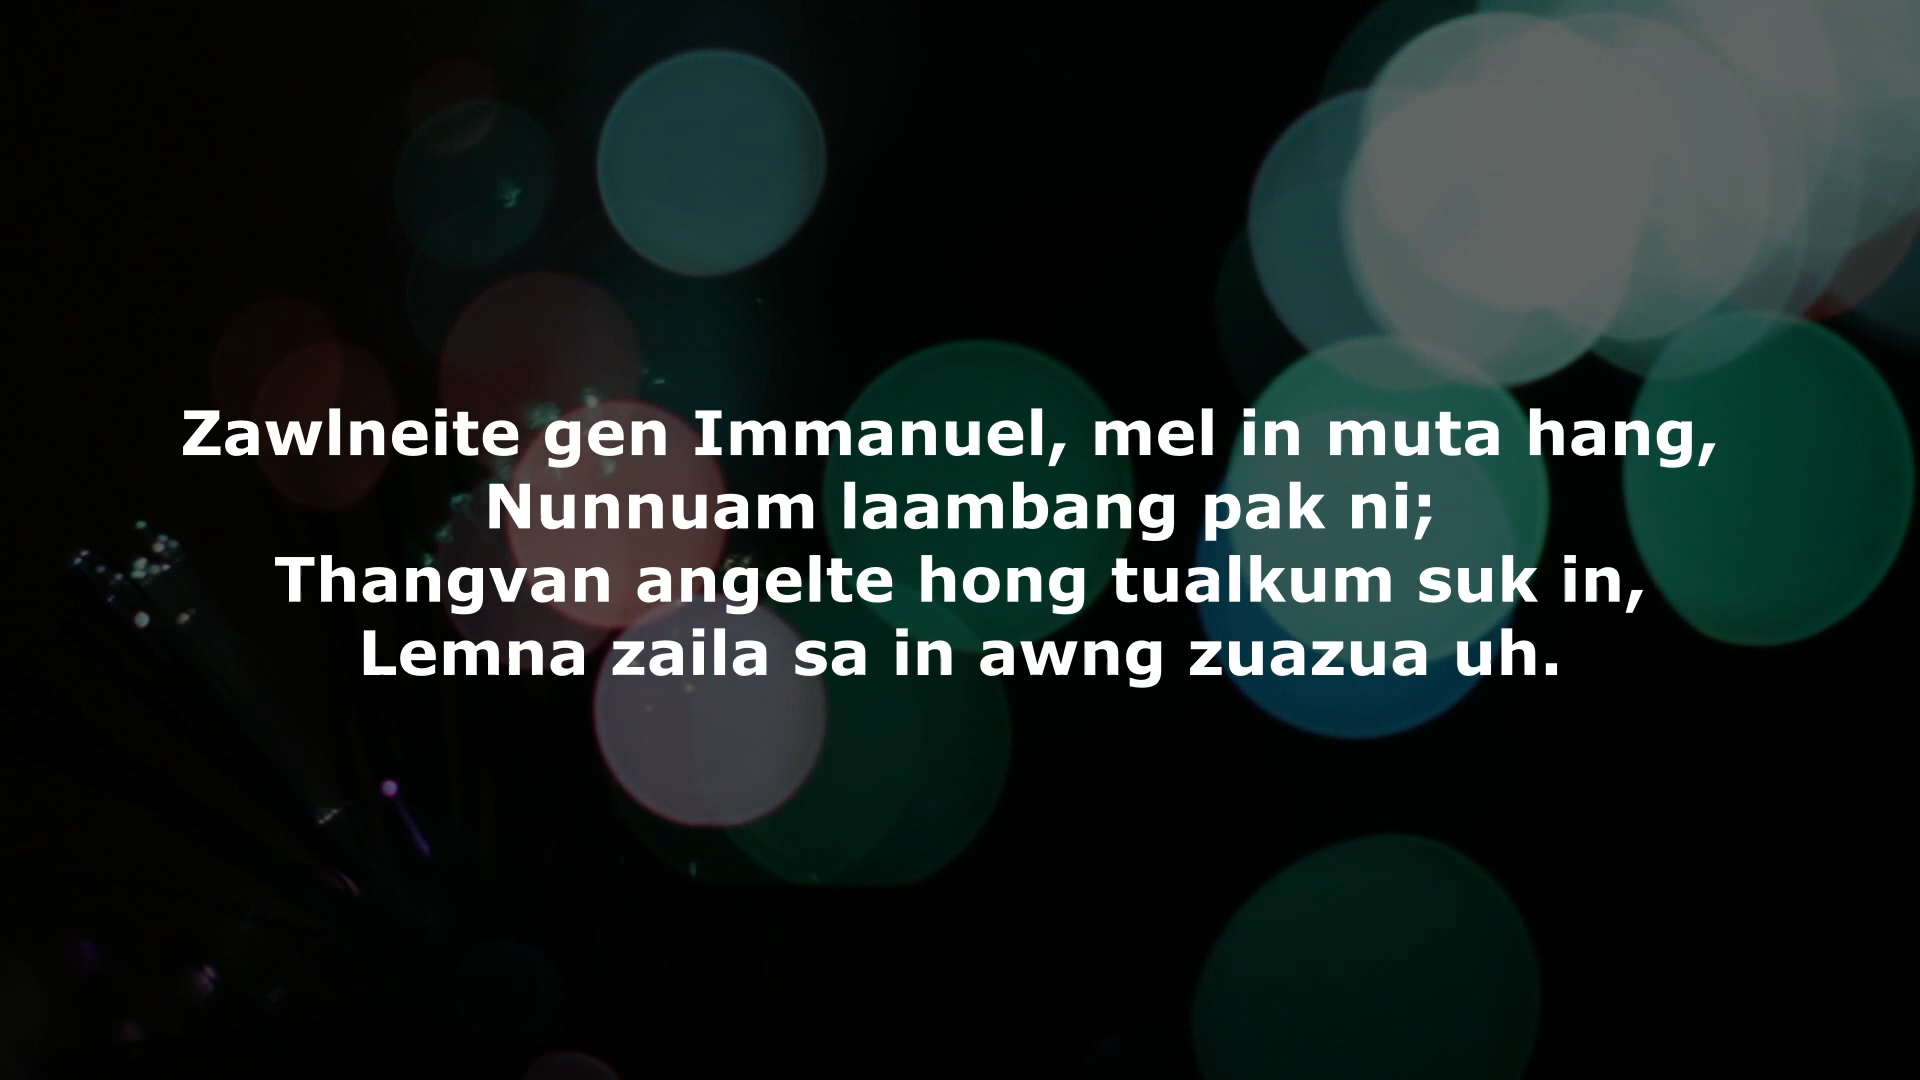 Zawlneite gen Immanuel, mel in muta hang,
Nunnuam laambang pak ni;
Thangvan angelte hong tualkum suk in,
Lemna zaila sa in awng zuazua uh.